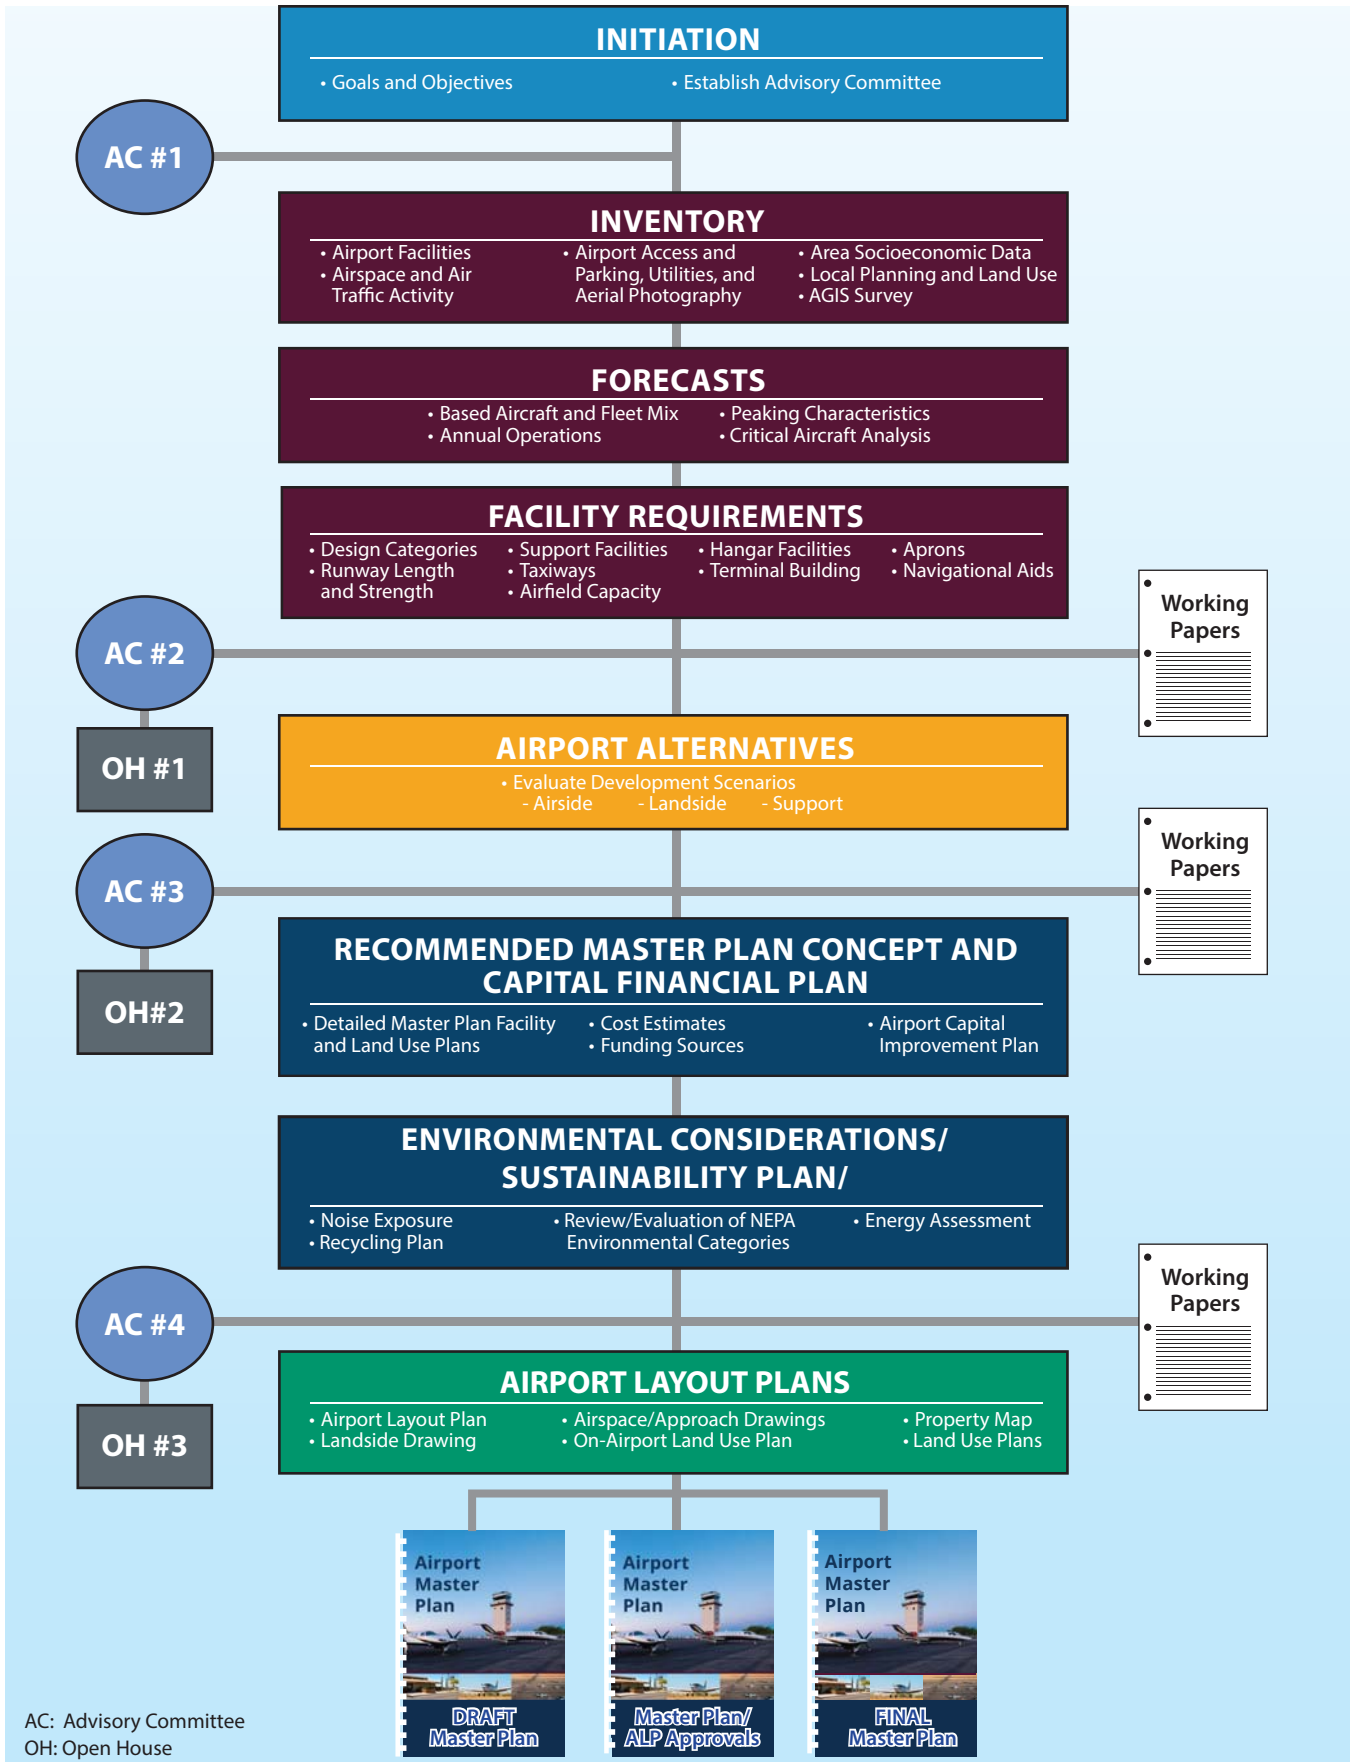 INITIATION
• Goals and Objectives
• Establish Advisory Committee
AC #1
INVENTORY
• Airport Facilities
• Airspace and Air
Traffic Activity
• Airport Access and
Parking, Utilities, and
Aerial Photography
• Area Socioeconomic Data
• Local Planning and Land Use
• AGIS Survey
FORECASTS
• Based Aircraft and Fleet Mix
• Annual Operations
• Peaking Characteristics
• Critical Aircraft Analysis
FACILITY REQUIREMENTS
• Design Categories
• Runway Length
and Strength
• Support Facilities
• Taxiways
• Airfield Capacity
• Hangar Facilities
• Terminal Building
• Aprons
• Navigational Aids
AC #2
Working
Papers
OH #1
AIRPORT ALTERNATIVES
• Evaluate Development Scenarios
- Airside - Landside - Support
AC #3
Working
Papers
OH#2
RECOMMENDED MASTER PLAN CONCEPT AND
CAPITAL FINANCIAL PLAN
• Detailed Master Plan Facility
and Land Use Plans
• Cost Estimates
• Funding Sources
• Airport Capital
Improvement Plan
ENVIRONMENTAL CONSIDERATIONS/
SUSTAINABILITY PLAN/
• Noise Exposure
• Recycling Plan
• Review/Evaluation of NEPA
Environmental Categories
• Energy Assessment
AC #4
Working
Papers
OH #3
AIRPORT LAYOUT PLANS
• Airport Layout Plan
• Landside Drawing
• Airspace/Approach Drawings
• On-Airport Land Use Plan
• Property Map
• Land Use Plans
Airport
Master
Plan
DRAFT
Master Plan
Airport
Master
Plan
Master Plan/
ALP Approvals
Airport
Master
Plan
FINAL
Master Plan
AC: Advisory Committee
OH: Open House